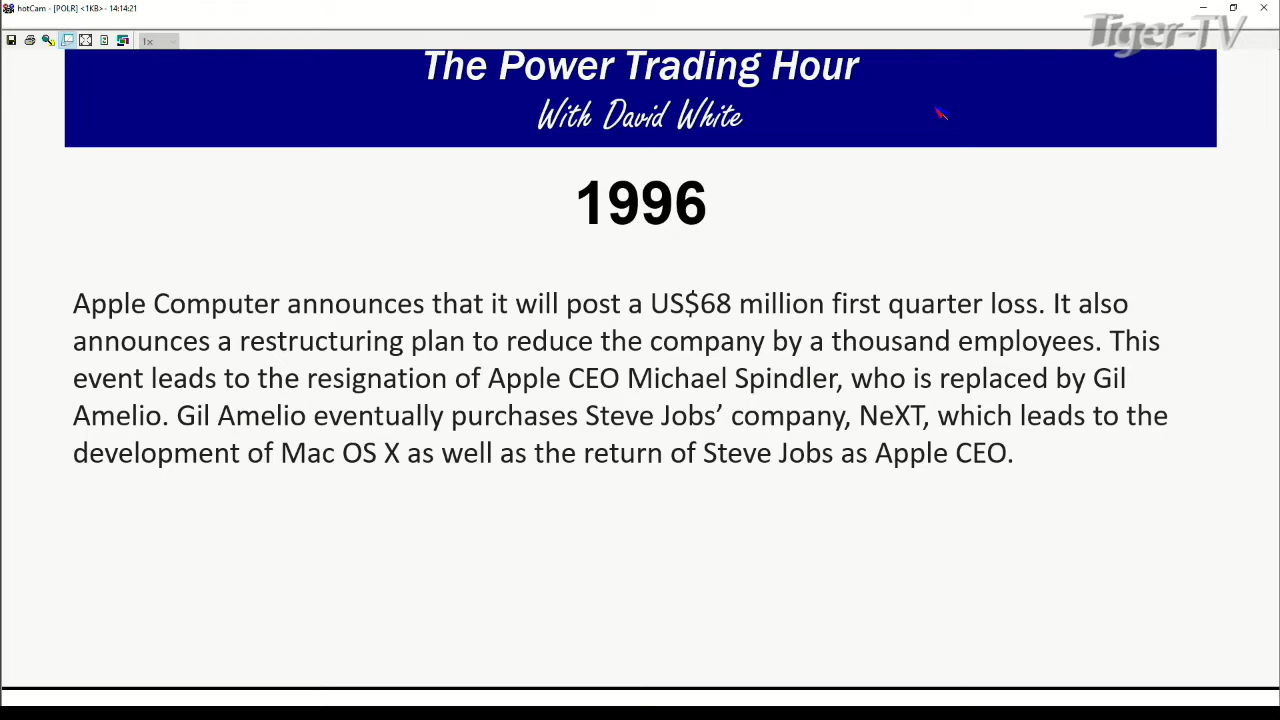 hotCam - [POLR] <1KB> - 14:14:21
Tiger-TV
1x
The Power Trading Hour
With David White
1996
Apple Computer announces that it will post a US$68 million first quarter loss. It also
announces a restructuring plan to reduce the company by a thousand employees. This
event leads to the resignation of Apple CEO Michael Spindler, who is replaced by Gil
Amelio. Gil Amelio eventually purchases Steve Jobs’ company, NeXT, which leads to the
development of Mac OS X as well as the return of Steve Jobs as Apple CEO.